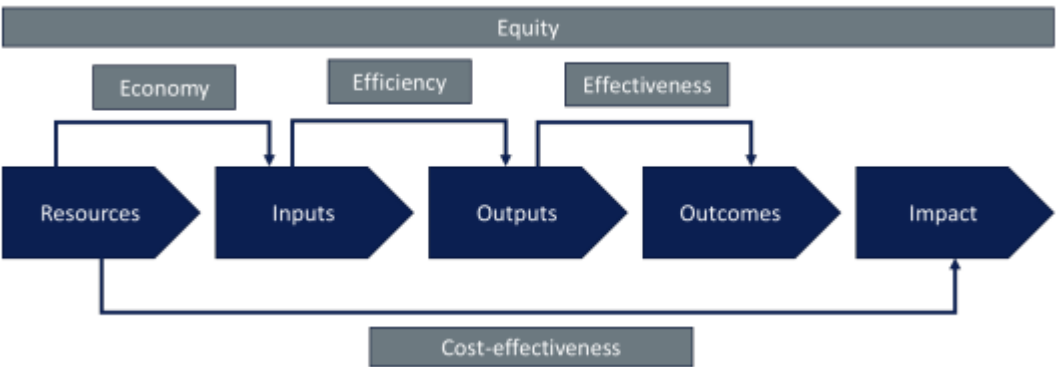 Equity
Economy
Efficiency
Effectiveness
Resources
Inputs
Outputs
Outcomes
Impact
Cost-effectiveness